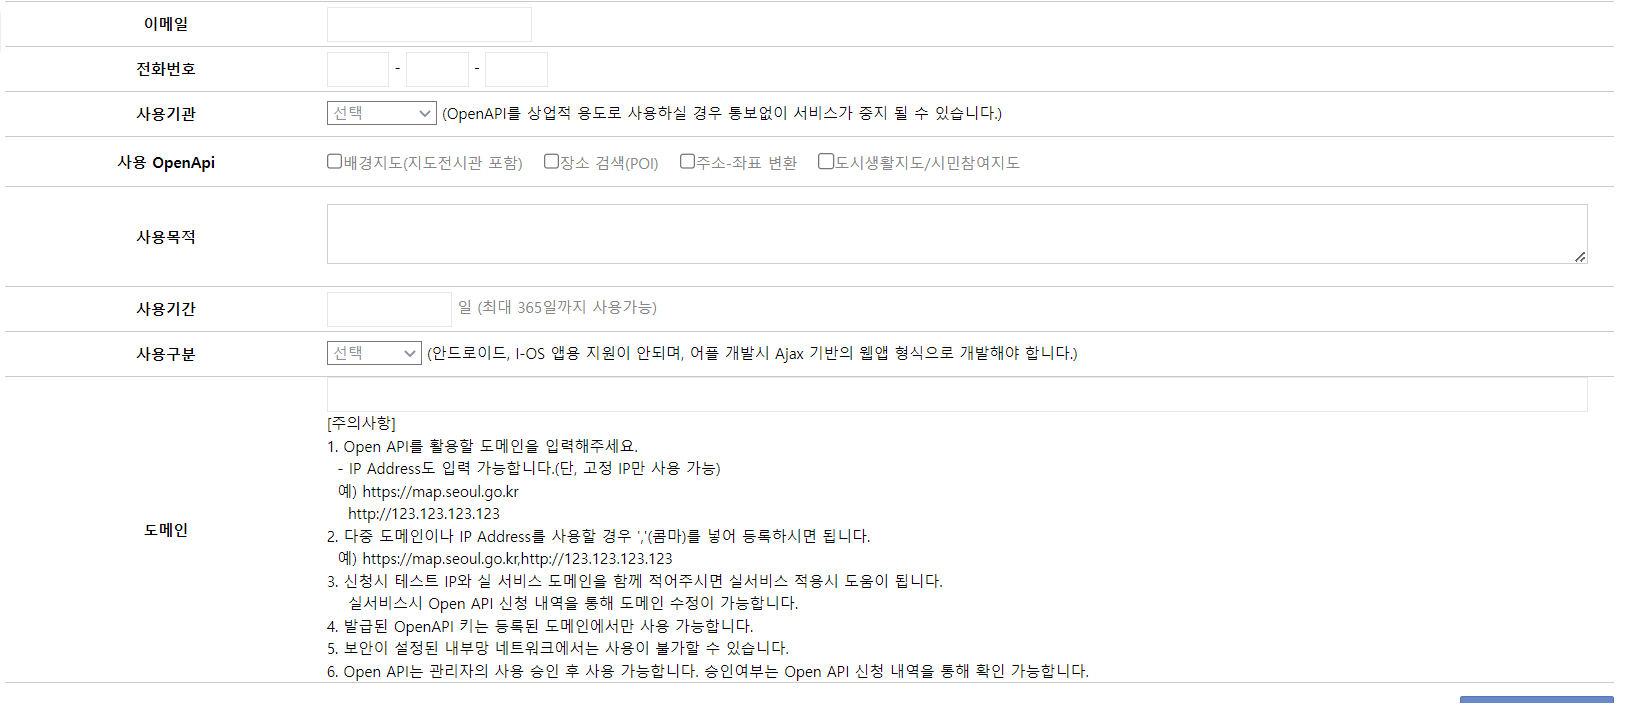 이메일
전화번호 - -
사용기관 선택 (OpenAPI를 상업적 용도로 사용하실 경우 통보없이 서비스가 중지 될 수 있습니다.)
사용 OpenApi 배경지도(지도전시관 포함) 장소 검색(POI) 주소-좌표 변환 도시생활지도/시민참여지도
사용목적
사용기간 일 (최대 365일까지 사용가능)
사용구분 선택 (안드로이드, I-OS 앱용 지원이 안되며, 어플 개발시 Ajax 기반의 웹앱 형식으로 개발해야 합니다.)
도메인
[주의사항]
1. Open API를 활용할 도메인을 입력해주세요.
- IP Address도 입력 가능합니다.(단, 고정 IP만 사용 가능)
예) https://map.seoul.go.kr
http://123.123.123.123
2. 다중 도메인이나 IP Address를 사용할 경우 ','(콤마)를 넣어 등록하시면 됩니다.
예) https://map.seoul.go.kr,http://123.123.123.123
3. 신청시 테스트 IP와 실 서비스 도메인을 함께 적어주시면 실서비스 적용시 도움이 됩니다.
실서비스시 Open API 신청 내역을 통해 도메인 수정이 가능합니다.
4. 발급된 OpenAPI 키는 등록된 도메인에서만 사용 가능합니다.
5. 보안이 설정된 내부망 네트워크에서는 사용이 불가할 수 있습니다.
6. Open API는 관리자의 사용 승인 후 사용 가능합니다. 승인여부는 Open API 신청 내역을 통해 확인 가능합니다.